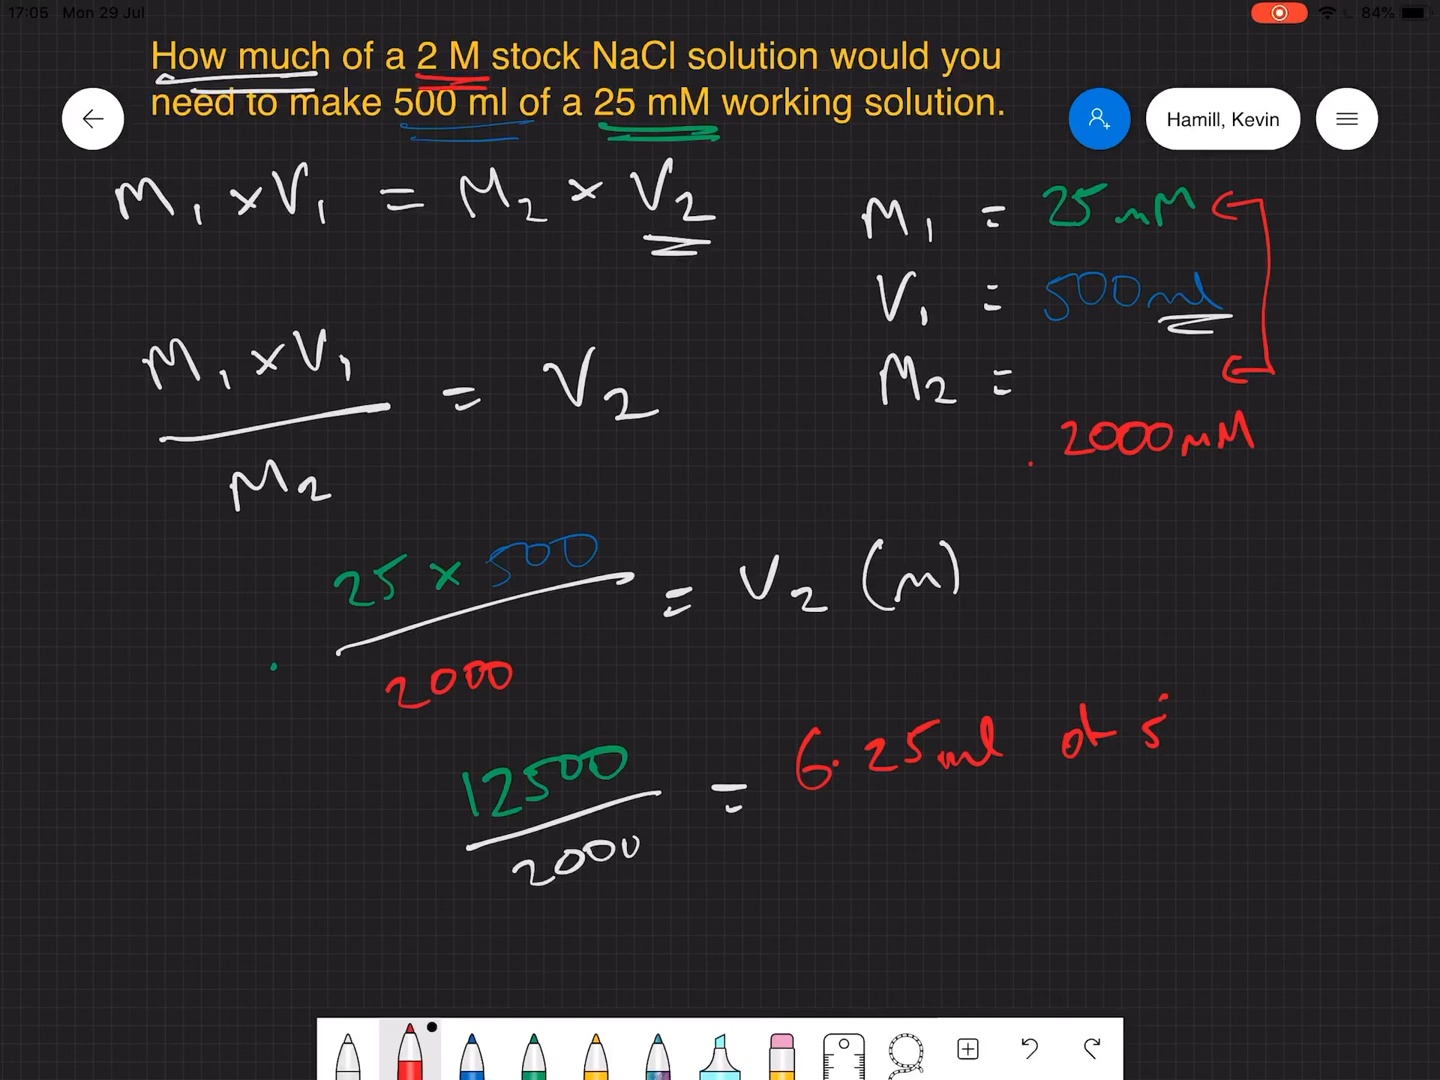 17:05 Mon 29 Jul
84%
How much of a 2 M stock NaCl solution would you
need to make 500 ml of a 25 mM working solution.
Hamill, Kevin
M₁ × V₁ = M₂ × V₂
M₁ = 25 mM
V₁ = 500 ml
M₂ =
2000 mM
M₁ × V₁
= V₂
M₂
25 × 500
= V₂ (m)
2000
12500
= 6.25 ml of s
2000